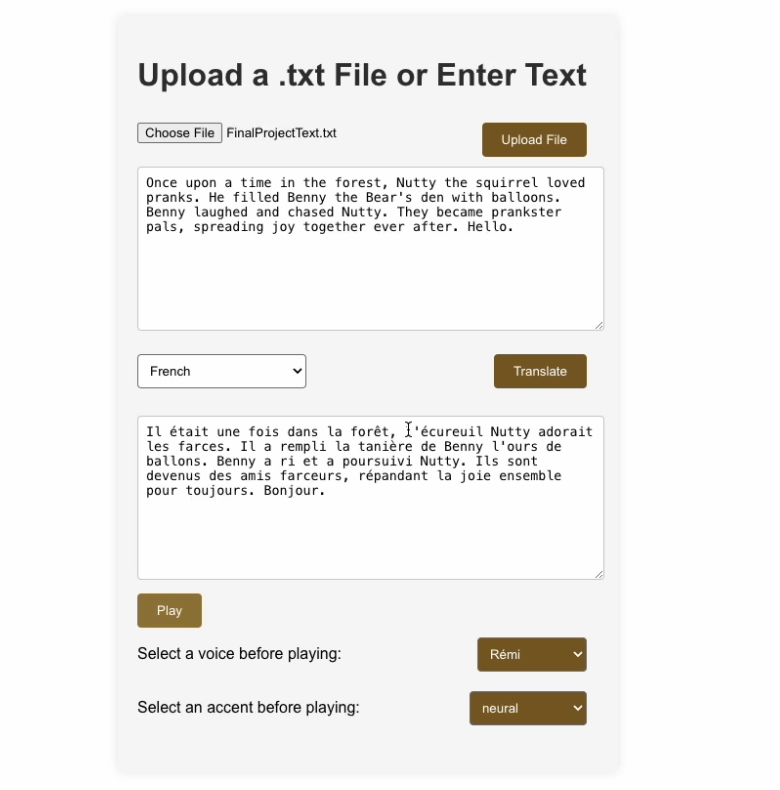 Upload a .txt File or Enter Text
Choose File FinalProjectText.txt
Upload File
Once upon a time in the forest, Nutty the squirrel loved
pranks. He filled Benny the Bear's den with balloons.
Benny laughed and chased Nutty. They became prankster
pals, spreading joy together ever after. Hello.
French
Translate
Il était une fois dans la forêt, l'écureuil Nutty adorait
les farces. Il a rempli la tanière de Benny l'ours de
ballons. Benny a ri et a poursuivi Nutty. Ils sont
devenus des amis farceurs, répandant la joie ensemble
pour toujours. Bonjour.
Play
Select a voice before playing:
Rémi
Select an accent before playing:
neural